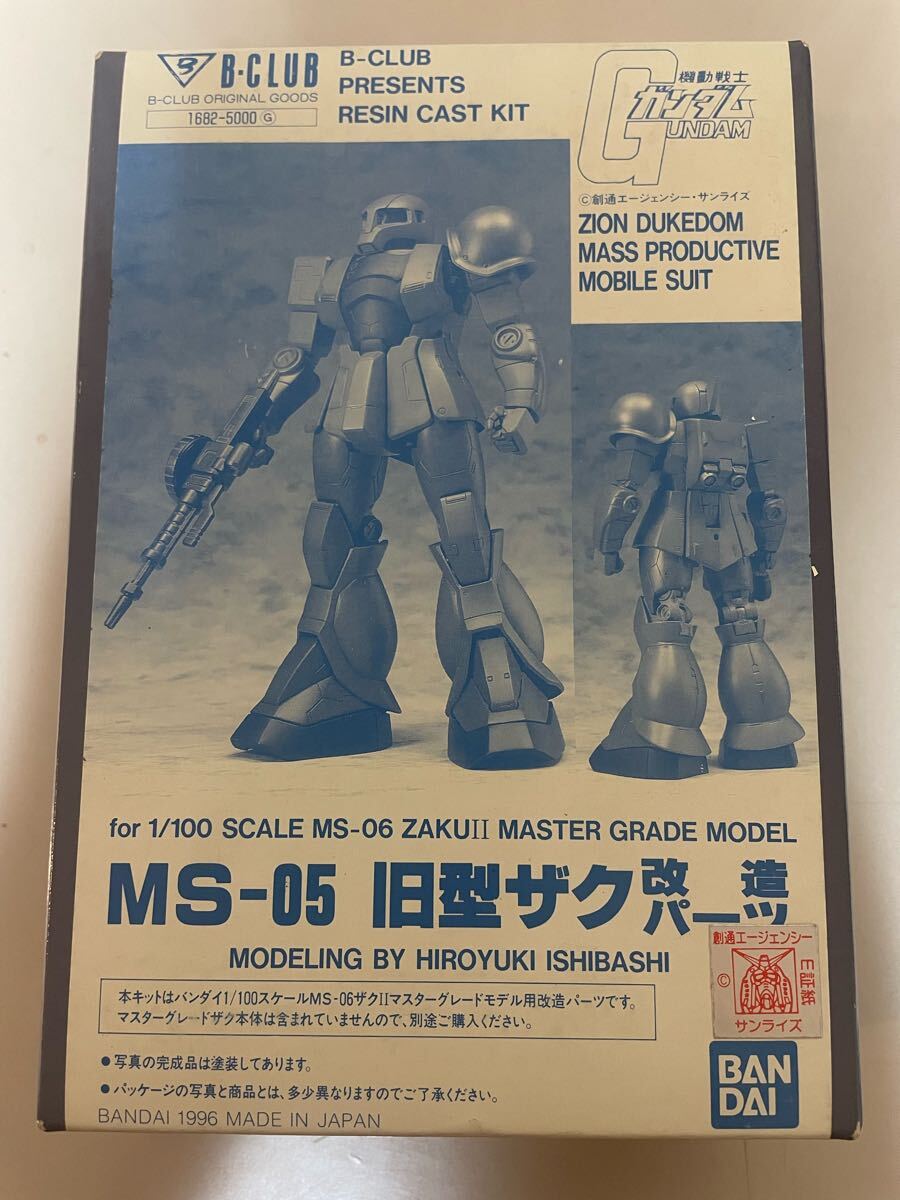 B-CLUB
B-CLUB ORIGINAL GOODS
1682-5000 G
B-CLUB
PRESENTS
RESIN CAST KIT
機動戦士
ガンダム
GUNDAM
©創通エージェンシー・サンライズ
ZION DUKEDOM
MASS PRODUCTIVE
MOBILE SUIT
for 1/100 SCALE MS-06 ZAKUII MASTER GRADE MODEL
MS-05 旧型ザク改造パーツ
MODELING BY HIROYUKI ISHIBASHI
本キットはバンダイ1/100スケールMS-06ザクIIマスターグレードモデル用改造パーツです。
マスターグレードザク本体は含まれていませんので、別途ご購入ください。
●写真の完成品は塗装してあります。
●パッケージの写真と商品とは、多少異なりますのでご了承ください。
BANDAI 1996 MADE IN JAPAN
創通エージェンシー
©
E証紙
サンライズ
BAN
DAI